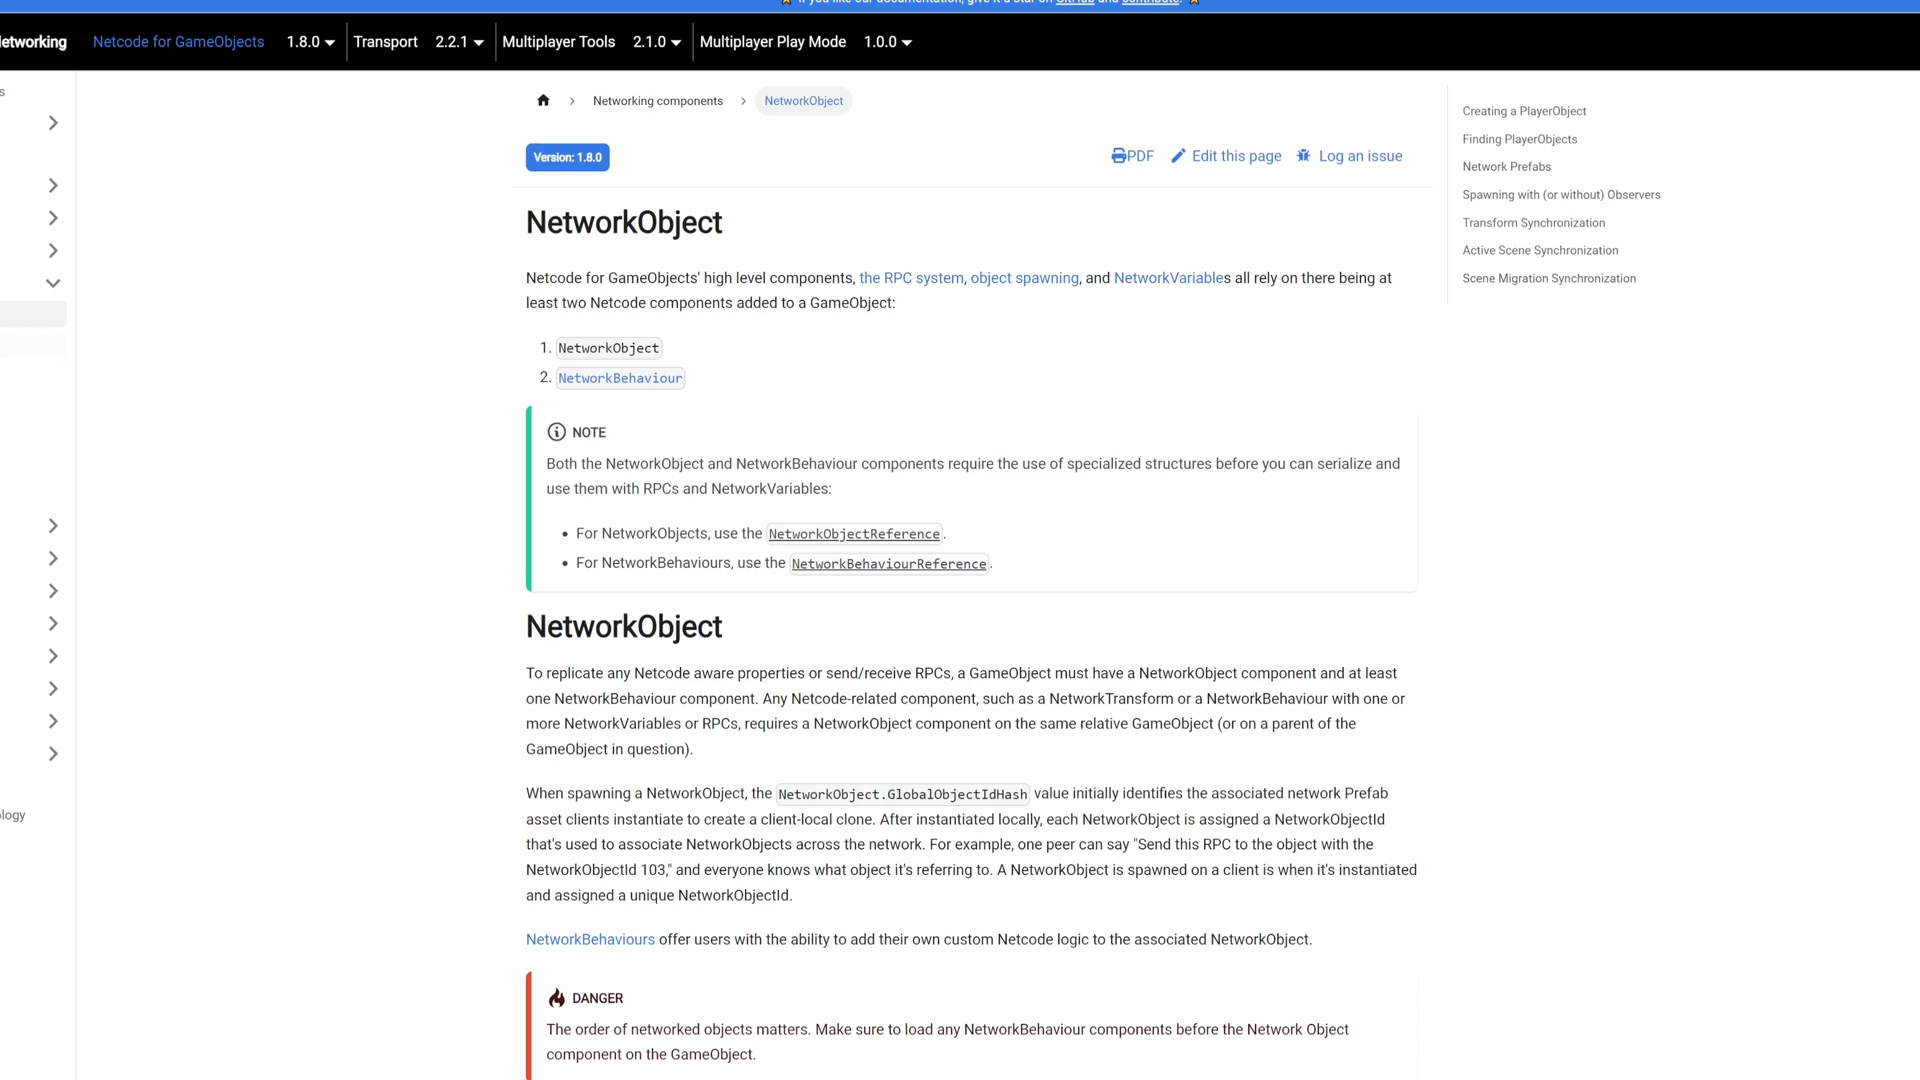 if you like our documentation, give it a star on GitHub and contribute!
Networking Netcode for GameObjects 1.8.0 Transport 2.2.1 Multiplayer Tools 2.1.0 Multiplayer Play Mode 1.0.0
Networking components NetworkObject
Version: 1.8.0
PDF Edit this page Log an issue
NetworkObject
Netcode for GameObjects' high level components, the RPC system, object spawning, and NetworkVariables all rely on there being at
least two Netcode components added to a GameObject:
1. NetworkObject
2. NetworkBehaviour
NOTE
Both the NetworkObject and NetworkBehaviour components require the use of specialized structures before you can serialize and
use them with RPCs and NetworkVariables:
• For NetworkObjects, use the NetworkObjectReference.
• For NetworkBehaviours, use the NetworkBehaviourReference.
NetworkObject
To replicate any Netcode aware properties or send/receive RPCs, a GameObject must have a NetworkObject component and at least
one NetworkBehaviour component. Any Netcode-related component, such as a NetworkTransform or a NetworkBehaviour with one or
more NetworkVariables or RPCs, requires a NetworkObject component on the same relative GameObject (or on a parent of the
GameObject in question).
When spawning a NetworkObject, the NetworkObject.GlobalObjectIdHash value initially identifies the associated network Prefab
asset clients instantiate to create a client-local clone. After instantiated locally, each NetworkObject is assigned a NetworkObjectId
that's used to associate NetworkObjects across the network. For example, one peer can say "Send this RPC to the object with the
NetworkObjectId 103," and everyone knows what object it's referring to. A NetworkObject is spawned on a client is when it's instantiated
and assigned a unique NetworkObjectId.
NetworkBehaviours offer users with the ability to add their own custom Netcode logic to the associated NetworkObject.
DANGER
The order of networked objects matters. Make sure to load any NetworkBehaviour components before the Network Object
component on the GameObject.
Creating a PlayerObject
Finding PlayerObjects
Network Prefabs
Spawning with (or without) Observers
Transform Synchronization
Active Scene Synchronization
Scene Migration Synchronization
s
ology